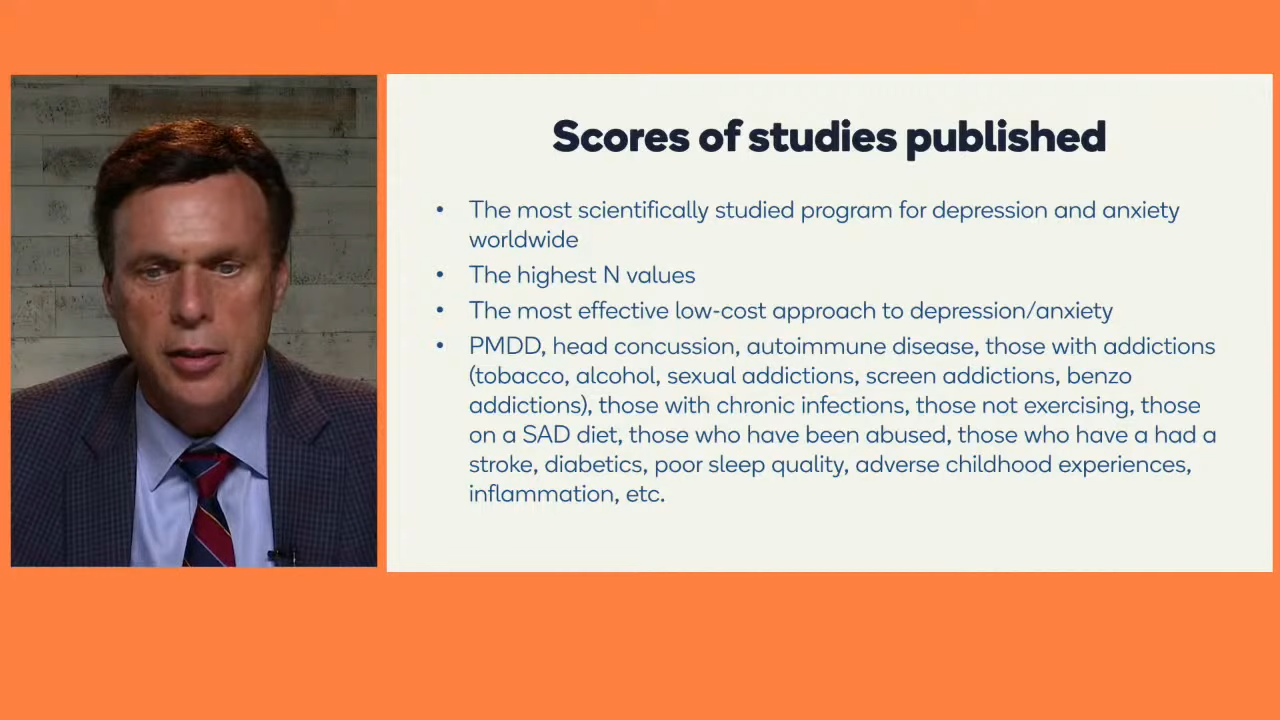 Scores of studies published
• The most scientifically studied program for depression and anxiety
worldwide
• The highest N values
• The most effective low-cost approach to depression/anxiety
• PMDD, head concussion, autoimmune disease, those with addictions
(tobacco, alcohol, sexual addictions, screen addictions, benzo
addictions), those with chronic infections, those not exercising, those
on a SAD diet, those who have been abused, those who have a had a
stroke, diabetics, poor sleep quality, adverse childhood experiences,
inflammation, etc.